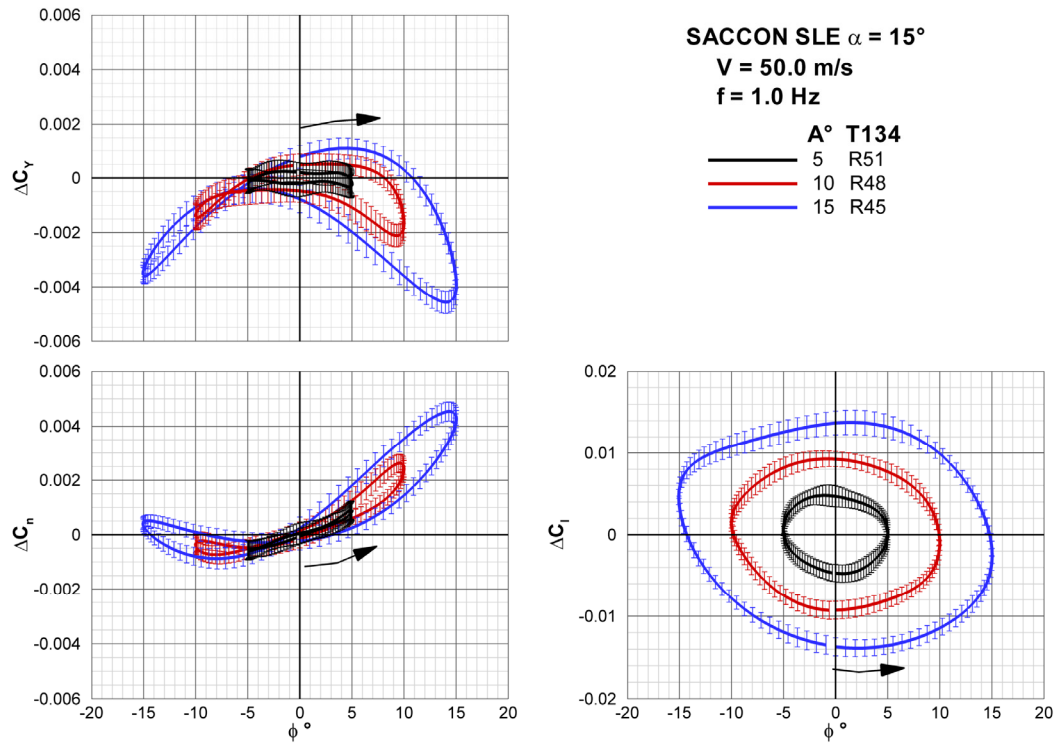 SACCON SLE α = 15°
V = 50.0 m/s
f = 1.0 Hz
A° T134
5 R51
10 R48
15 R45
0.006
0.004
0.002
0
-0.002
-0.004
-0.006
ΔC_Y
0.006
0.004
0.002
0
-0.002
-0.004
-0.006
ΔC_n
-20 -15 -10 -5 0 5 10 15 20
ϕ °
0.02
0.01
0
-0.01
-0.02
ΔC_l
-20 -15 -10 -5 0 5 10 15 20
ϕ °